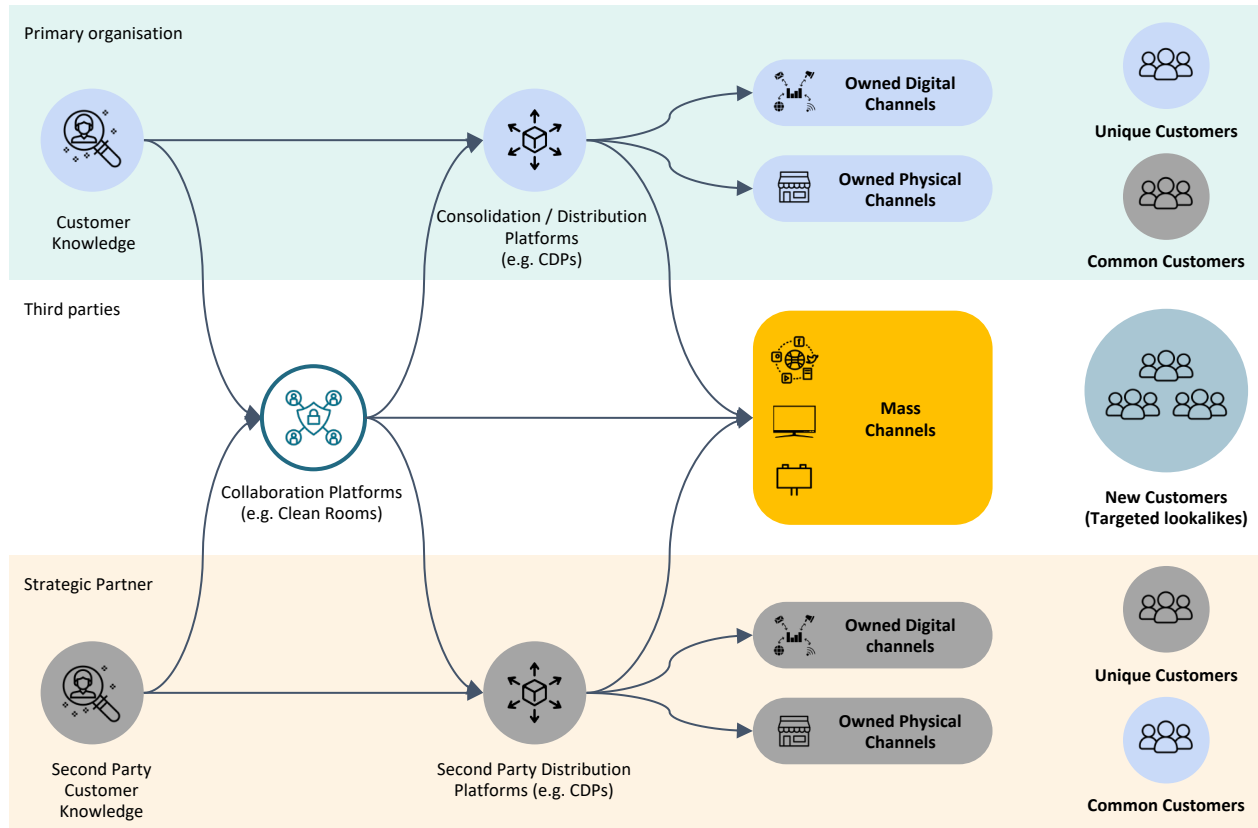 Primary organisation
Customer
Knowledge
Consolidation / Distribution
Platforms
(e.g. CDPs)
Owned Digital
Channels
Owned Physical
Channels
Unique Customers
Common Customers
Third parties
Collaboration Platforms
(e.g. Clean Rooms)
Mass
Channels
New Customers
(Targeted lookalikes)
Strategic Partner
Second Party
Customer
Knowledge
Second Party Distribution
Platforms (e.g. CDPs)
Owned Digital
channels
Owned Physical
Channels
Unique Customers
Common Customers